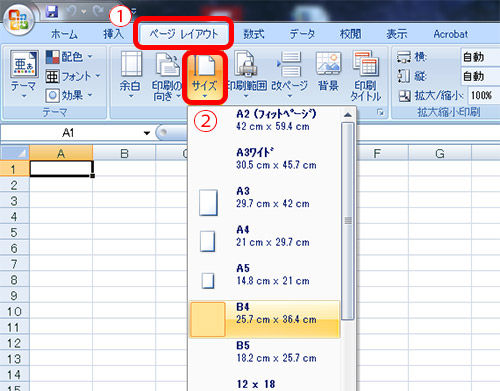 ①
ホーム 挿入 ページ レイアウト 数式 データ 校閲 表示 Acrobat
テーマ
配色
フォント
効果
テーマ
余白
印刷の
向き
サイズ
印刷範囲
改ページ
背景
印刷
タイトル
横: 自動
縦: 自動
拡大/縮小: 100%
拡大縮小印刷
②
A1
A B C F G
1
2
3
4
5
6
7
8
9
10
11
12
13
14
15
A2 (フィットページ)
42 cm x 59.4 cm
A3ワイド
30.5 cm x 45.7 cm
A3
29.7 cm x 42 cm
A4
21 cm x 29.7 cm
A5
14.8 cm x 21 cm
B4
25.7 cm x 36.4 cm
B5
18.2 cm x 25.7 cm
12 x 18